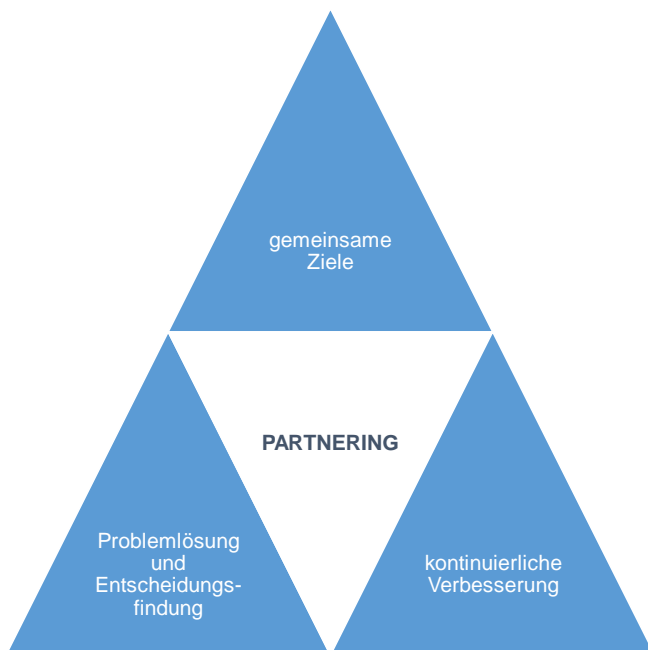 gemeinsame
Ziele
PARTNERING
Problemlösung
und
Entscheidungs-
findung
kontinuierliche
Verbesserung